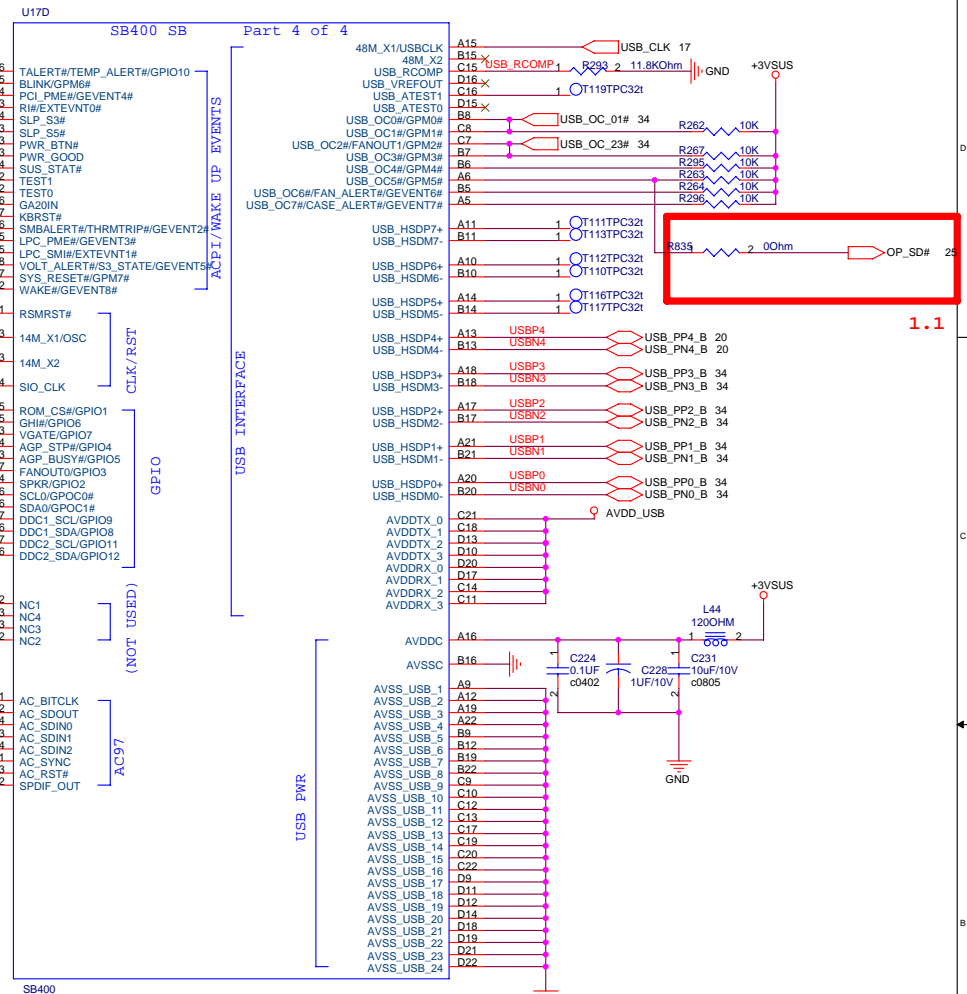 U17D
SB400 SB Part 4 of 4
TALERT#/TEMP_ALERT#/GPIO10
BLINK/GPM6#
PCI_PME#/GEVENT4#
RI#/EXTEVNT0#
SLP_S3#
SLP_S5#
PWR_BTN#
PWR_GOOD
SUS_STAT#
TEST1
TEST0
GA20IN
KBRST#
SMBALERT#/THRMTRIP#/GEVENT2#
LPC_PME#/GEVENT3#
LPC_SMI#/EXTEVNT1#
VOLT_ALERT#/S3_STATE/GEVENT5#
SYS_RESET#/GPM7#
WAKE#/GEVENT8#
ACPI/WAKE UP EVENTS
RSMRST#
14M_X1/OSC
14M_X2
SIO_CLK
CLK/RST
ROM_CS#/GPIO1
GHI#/GPIO6
VGATE/GPIO7
AGP_STP#/GPIO4
AGP_BUSY#/GPIO5
FANOUT0/GPIO3
SPKR/GPIO2
SCL0/GPOC0#
SDA0/GPOC1#
DDC1_SCL/GPIO9
DDC1_SDA/GPIO8
DDC2_SCL/GPIO11
DDC2_SDA/GPIO12
GPIO
NC1
NC4
NC3
NC2
(NOT USED)
AC_BITCLK
AC_SDOUT
AC_SDIN0
AC_SDIN1
AC_SDIN2
AC_SYNC
AC_RST#
SPDIF_OUT
AC97
USB INTERFACE
48M_X1/USBCLK A15 USB_CLK 17
48M_X2 B15
USB_RCOMP C15 USB_RCOMP 1 R293 2 11.8KOhm GND
USB_VREFOUT D16
USB_ATEST1 C16 1 T119TPC32t
USB_ATEST0 D15
USB_OC0#/GPM0# B8 USB_OC_01# 34
USB_OC1#/GPM1# C8
USB_OC2#/FANOUT1/GPM2# C7 USB_OC_23# 34
USB_OC3#/GPM3# B7
USB_OC4#/GPM4# B6
USB_OC5#/GPM5# A6
USB_OC6#/FAN_ALERT#/GEVENT6# B5
USB_OC7#/CASE_ALERT#/GEVENT7# A5
+3VSUS
R262 10K
R267 10K
R295 10K
R263 10K
R264 10K
R296 10K
R835 1 2 0Ohm OP_SD# 25
1.1
USB_HSDP7+ A11 1 T111TPC32t
USB_HSDM7- B11 1 T113TPC32t
USB_HSDP6+ A10 1 T112TPC32t
USB_HSDM6- B10 1 T110TPC32t
USB_HSDP5+ A14 1 T116TPC32t
USB_HSDM5- B14 1 T117TPC32t
USB_HSDP4+ A13 USBP4 USB_PP4_B 20
USB_HSDM4- B13 USBN4 USB_PN4_B 20
USB_HSDP3+ A18 USBP3 USB_PP3_B 34
USB_HSDM3- B18 USBN3 USB_PN3_B 34
USB_HSDP2+ A17 USBP2 USB_PP2_B 34
USB_HSDM2- B17 USBN2 USB_PN2_B 34
USB_HSDP1+ A21 USBP1 USB_PP1_B 34
USB_HSDM1- B21 USBN1 USB_PN1_B 34
USB_HSDP0+ A20 USBP0 USB_PP0_B 34
USB_HSDM0- B20 USBN0 USB_PN0_B 34
AVDDTX_0 C21 AVDD_USB
AVDDTX_1 C18
AVDDTX_2 D13
AVDDTX_3 D10
AVDDRX_0 D20
AVDDRX_1 D17
AVDDRX_2 C14
AVDDRX_3 C11
+3VSUS
L44
120OHM
1 2
AVDDC A16
AVSSC B16
C224
0.1UF
c0402
1 2
C228
1UF/10V
C231
10uF/10V
c0805
1 2
GND
USB PWR
AVSS_USB_1 A9
AVSS_USB_2 A12
AVSS_USB_3 A19
AVSS_USB_4 A22
AVSS_USB_5 B9
AVSS_USB_6 B12
AVSS_USB_7 B19
AVSS_USB_8 B22
AVSS_USB_9 C9
AVSS_USB_10 C10
AVSS_USB_11 C12
AVSS_USB_12 C13
AVSS_USB_13 C17
AVSS_USB_14 C19
AVSS_USB_15 C20
AVSS_USB_16 C22
AVSS_USB_17 D9
AVSS_USB_18 D11
AVSS_USB_19 D12
AVSS_USB_20 D14
AVSS_USB_21 D18
AVSS_USB_22 D19
AVSS_USB_23 D21
AVSS_USB_24 D22
SB400
D
C
B